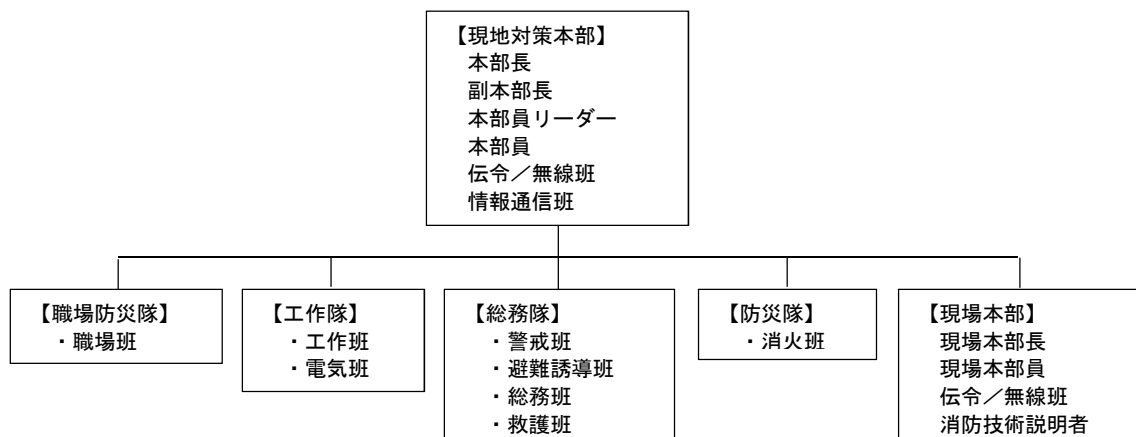 【現地対策本部】
本部長
副本部長
本部員リーダー
本部員
伝令／無線班
情報通信班
【職場防災隊】
・職場班
【工作隊】
・工作班
・電気班
【総務隊】
・警戒班
・避難誘導班
・総務班
・救護班
【防災隊】
・消火班
【現場本部】
現場本部長
現場本部員
伝令／無線班
消防技術説明者